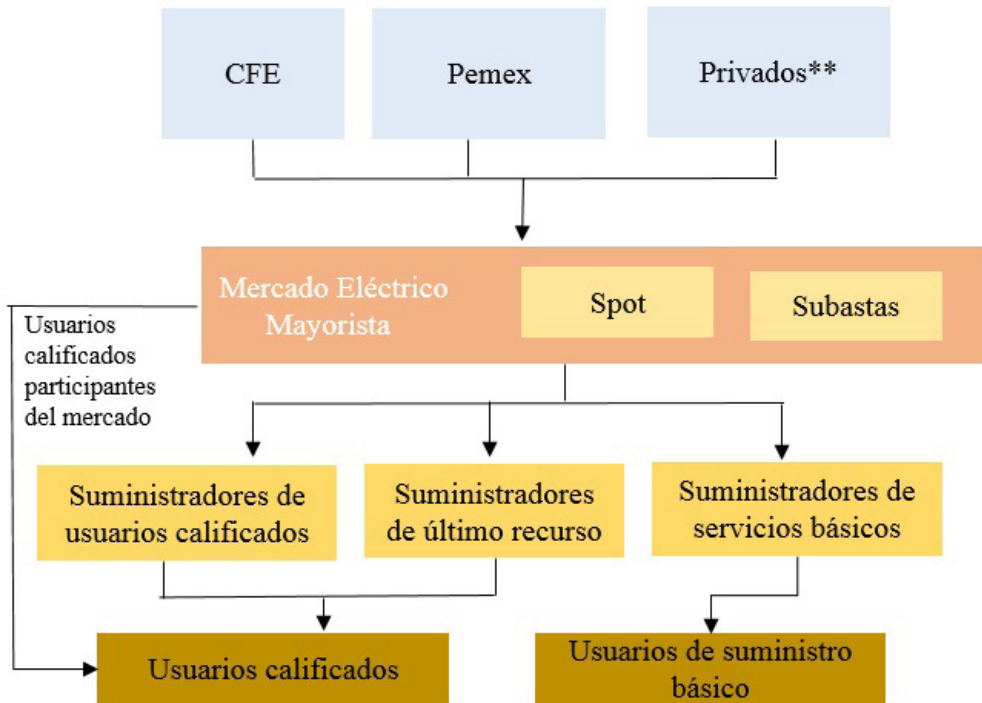 CFE
Pemex
Privados**
Mercado Eléctrico
Mayorista
Spot
Subastas
Usuarios
calificados
participantes
del mercado
Suministradores de
usuarios calificados
Suministradores
de último recurso
Suministradores de
servicios básicos
Usuarios calificados
Usuarios de suministro
básico